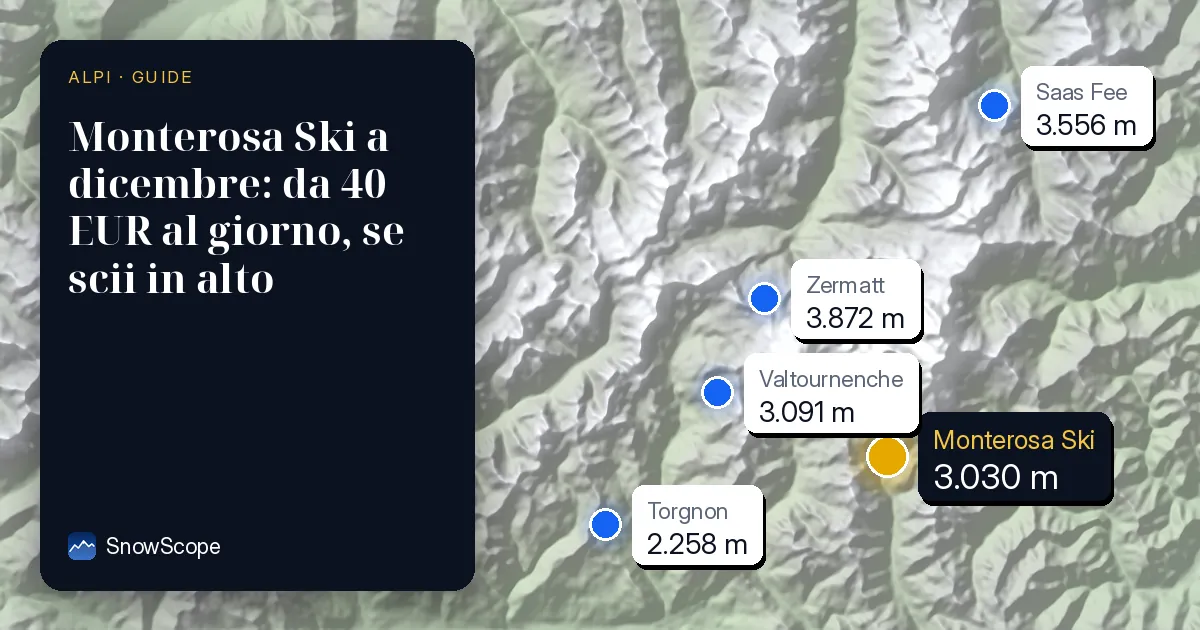 ALPI · GUIDE
Monterosa Ski a
dicembre: da 40
EUR al giorno, se
scii in alto
SnowScope
Saas Fee
3.556 m
Zermatt
3.872 m
Valtournenche
3.091 m
Monterosa Ski
3.030 m
Torgnon
2.258 m